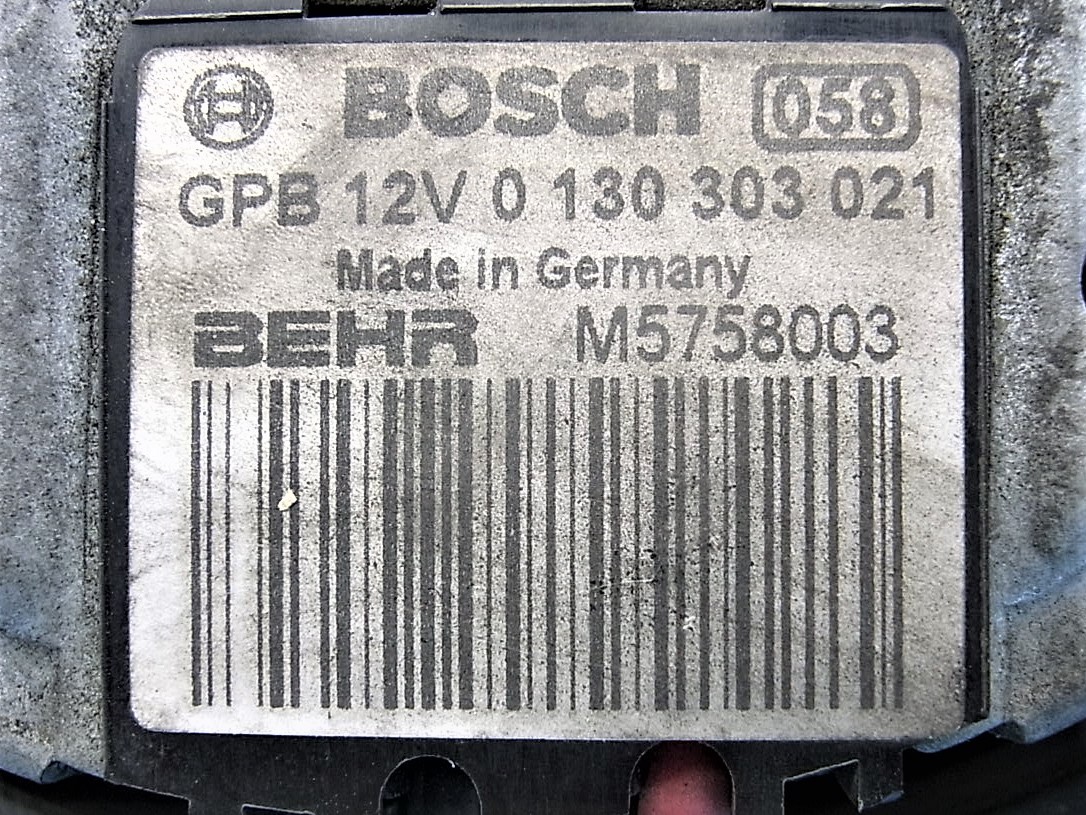 BOSCH 058
GPB 12V 0 130 303 021
Made in Germany
BEHR M5758003